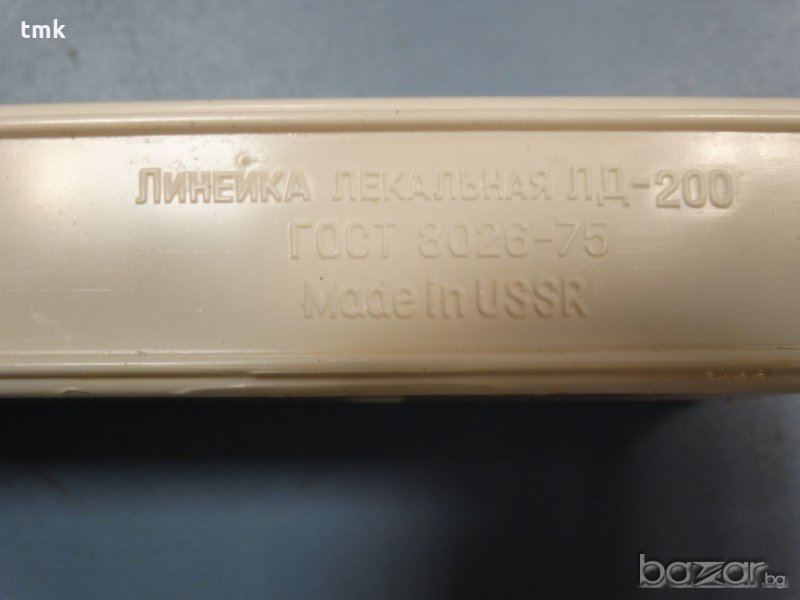 tmk
ЛИНЕЙКА ЛЕКАЛЬНАЯ ЛД-200
ГОСТ 8026-75
Made in USSR
bazar.bg